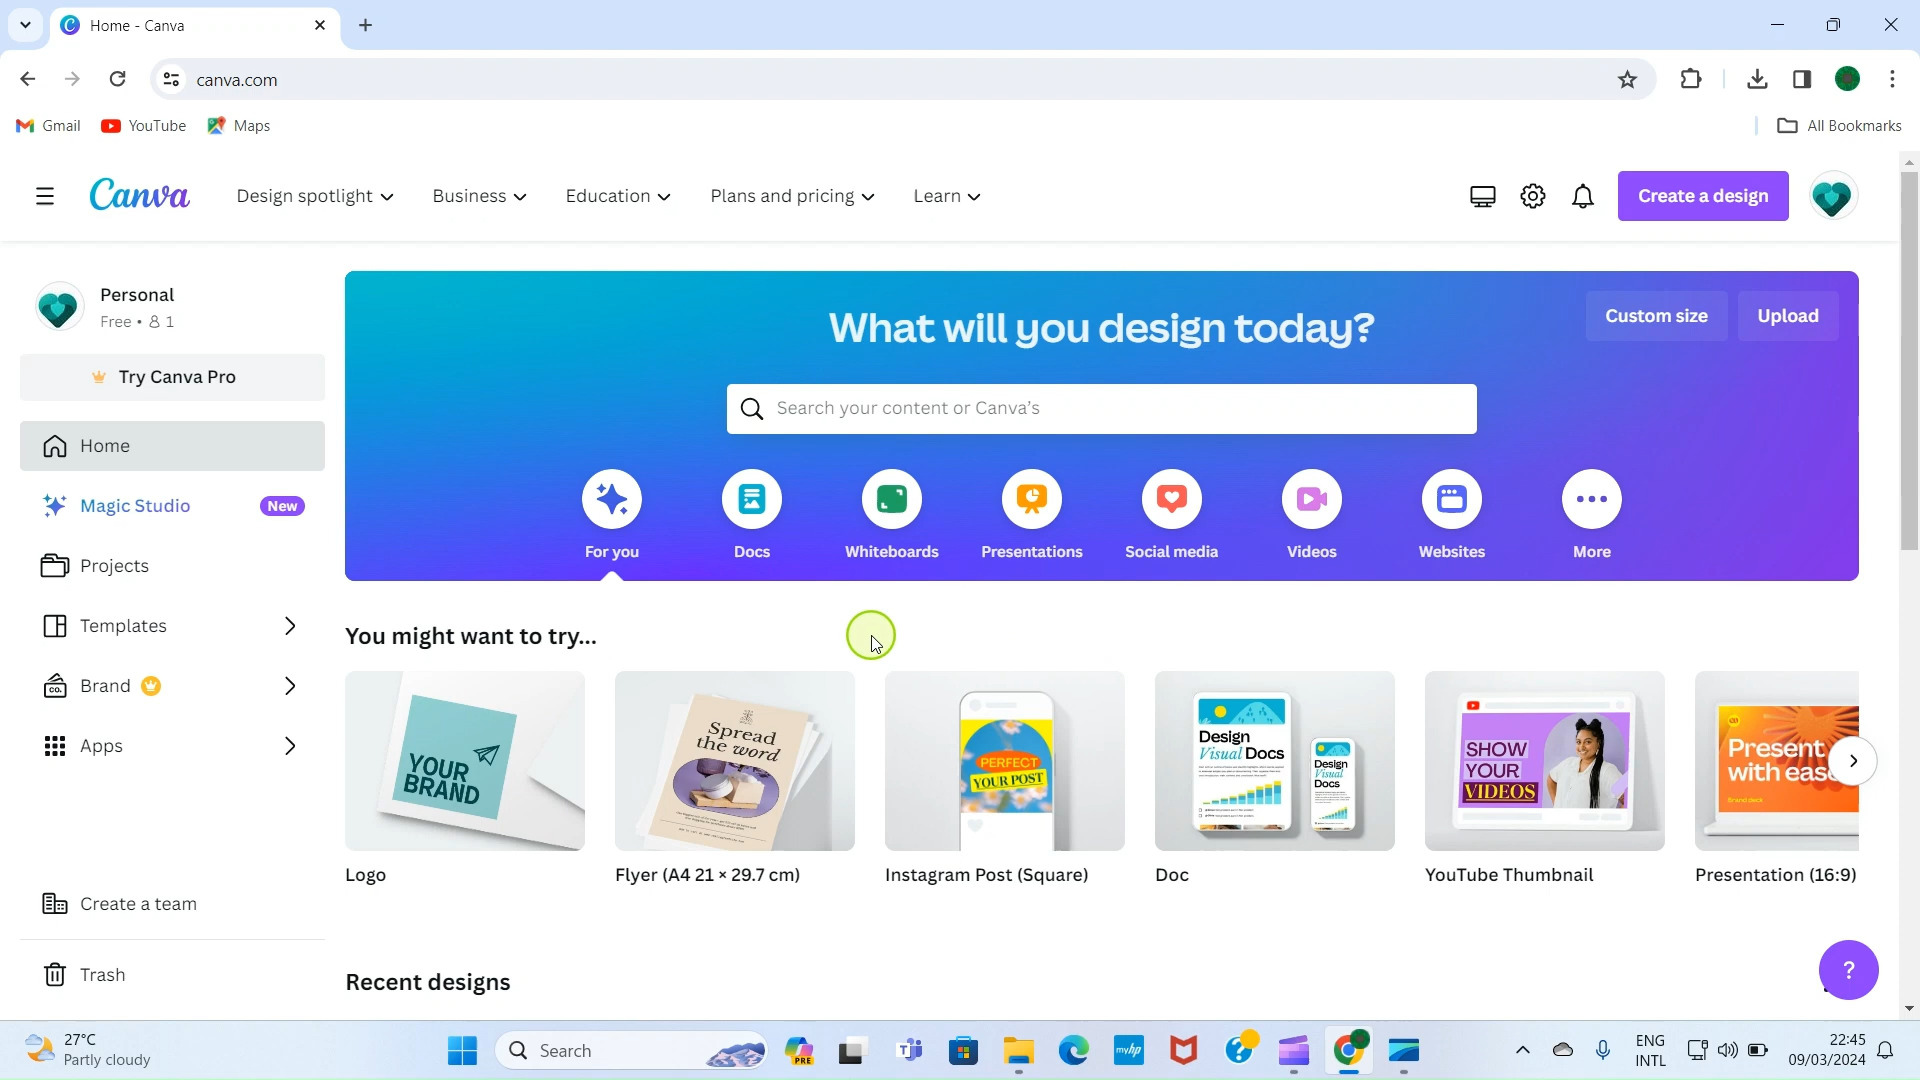 Home - Canva
canva.com
Gmail
YouTube
Maps
All Bookmarks
Canva
Design spotlight
Business
Education
Plans and pricing
Learn
Create a design
Personal
Free • 1
Try Canva Pro
Home
Magic Studio
New
Projects
Templates
Brand
Apps
Create a team
Trash
What will you design today?
Custom size
Upload
Search your content or Canva's
For you
Docs
Whiteboards
Presentations
Social media
Videos
Websites
More
You might want to try...
YOUR
BRAND
Logo
Spread
the word
Flyer (A4 21 × 29.7 cm)
PERFECT
YOUR POST
Instagram Post (Square)
Design
Visual Docs
Design
Visual
Docs
Doc
SHOW
YOUR
VIDEOS
YouTube Thumbnail
Present
with eas
Brand deck
Presentation (16:9)
Recent designs
?
27°C
Partly cloudy
Search
PRE
myhp
ENG
INTL
22:45
09/03/2024